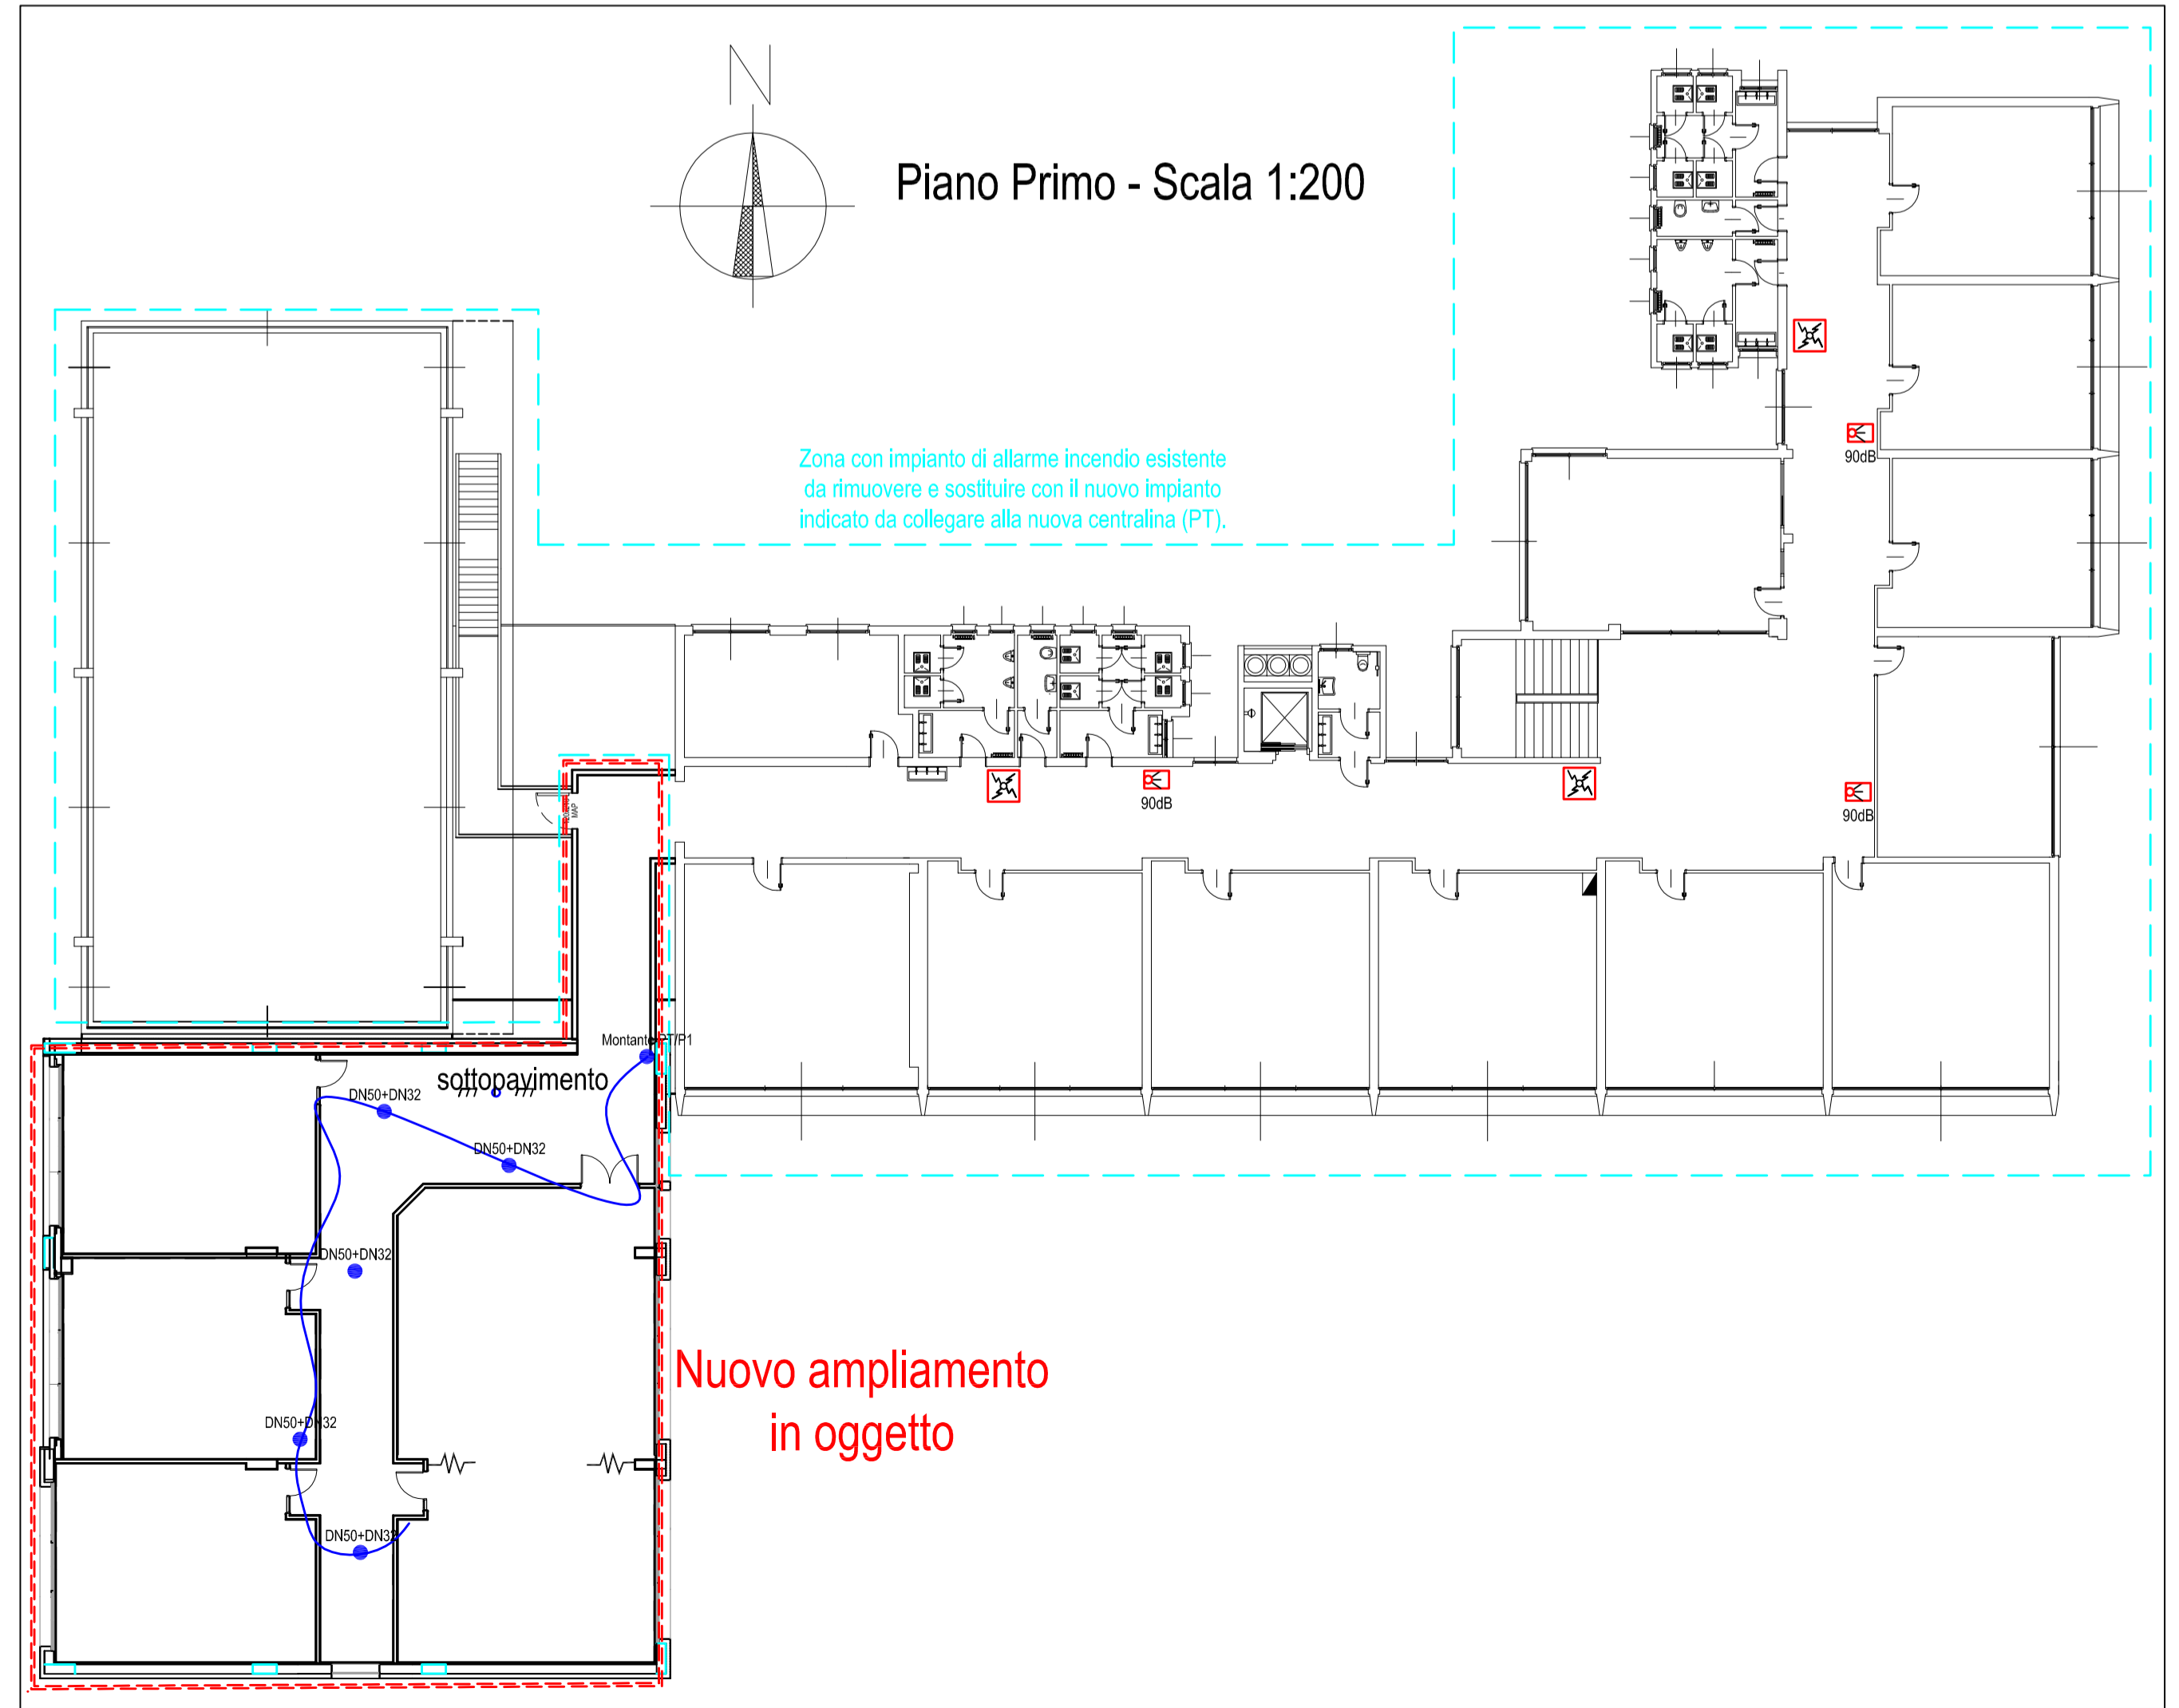 N
Piano Primo - Scala 1:200
Zona con impianto di allarme incendio esistente
da rimuovere e sostituire con il nuovo impianto
indicato da collegare alla nuova centralina (PT).
90dB
90dB
90dB
MAP
Montante PT/P1
sottopavimento
DN50+DN32
DN50+DN32
DN50+DN32
DN50+DN32
DN50+DN32
Nuovo ampliamento
in oggetto